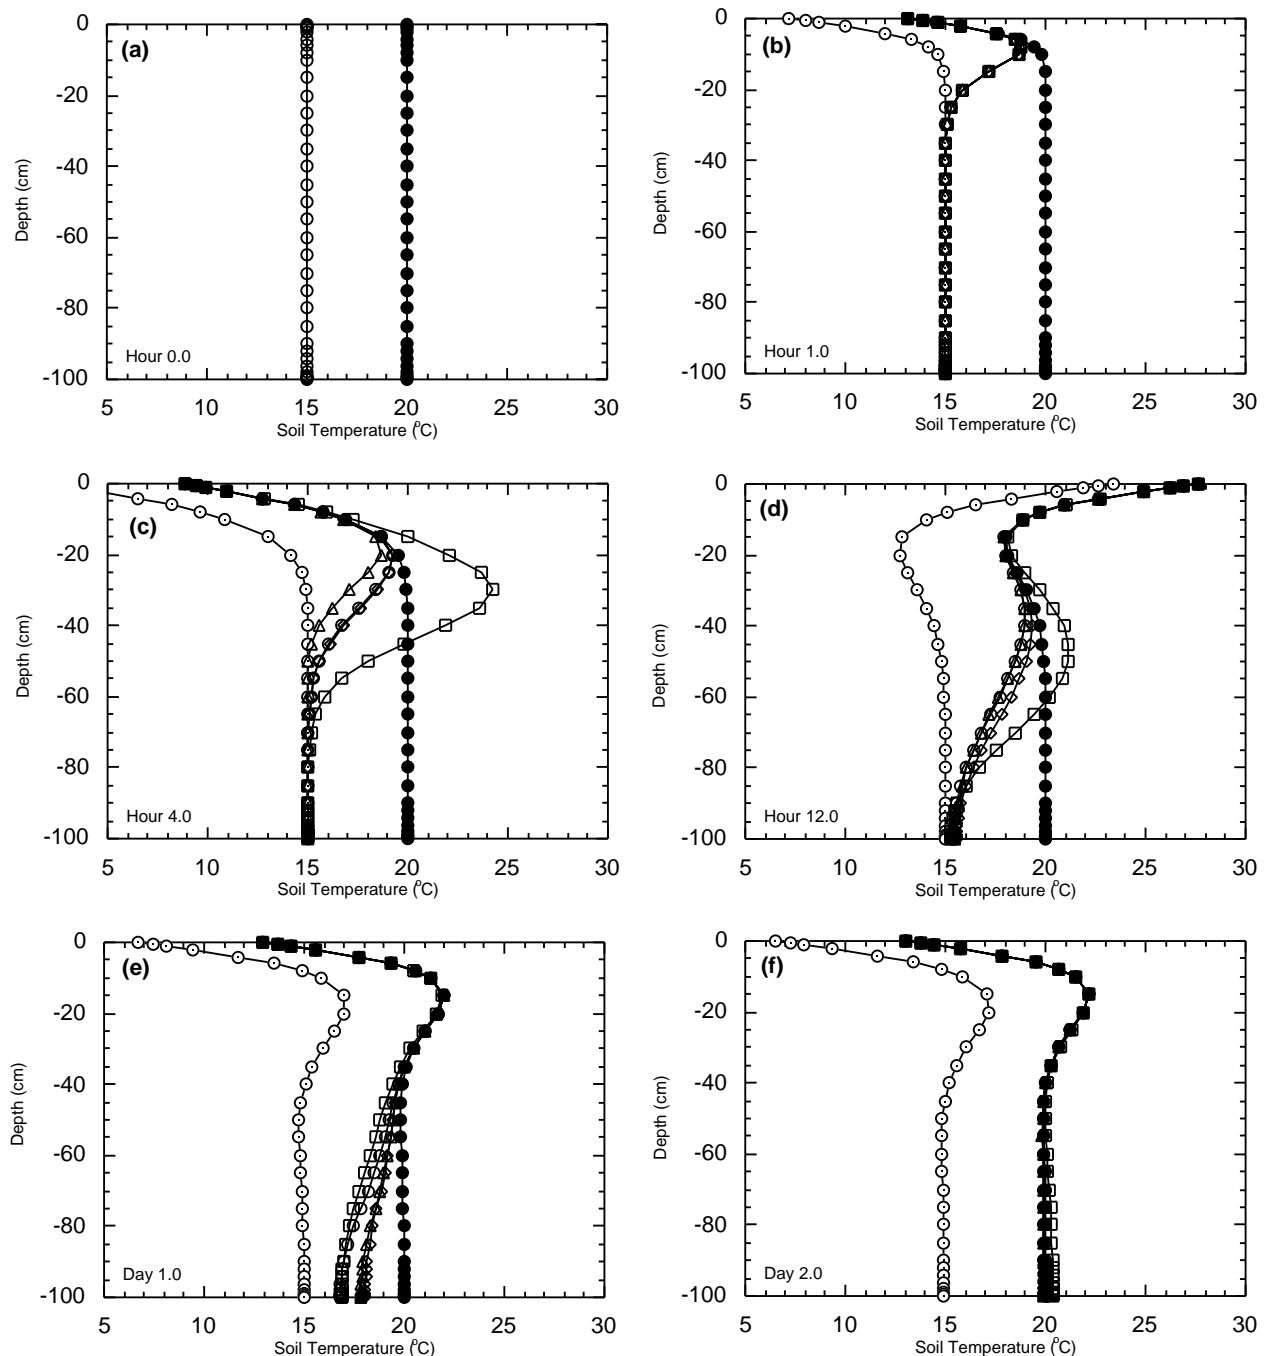 0
-20
-40
-60
-80
-100
Depth (cm)
(a)
Hour 0.0
5 10 15 20 25 30
Soil Temperature (°C)
0
-20
-40
-60
-80
-100
Depth (cm)
(b)
Hour 1.0
5 10 15 20 25 30
Soil Temperature (°C)
0
-20
-40
-60
-80
-100
Depth (cm)
(c)
Hour 4.0
5 10 15 20 25 30
Soil Temperature (°C)
0
-20
-40
-60
-80
-100
Depth (cm)
(d)
Hour 12.0
5 10 15 20 25 30
Soil Temperature (°C)
0
-20
-40
-60
-80
-100
Depth (cm)
(e)
Day 1.0
5 10 15 20 25 30
Soil Temperature (°C)
0
-20
-40
-60
-80
-100
Depth (cm)
(f)
Day 2.0
5 10 15 20 25 30
Soil Temperature (°C)